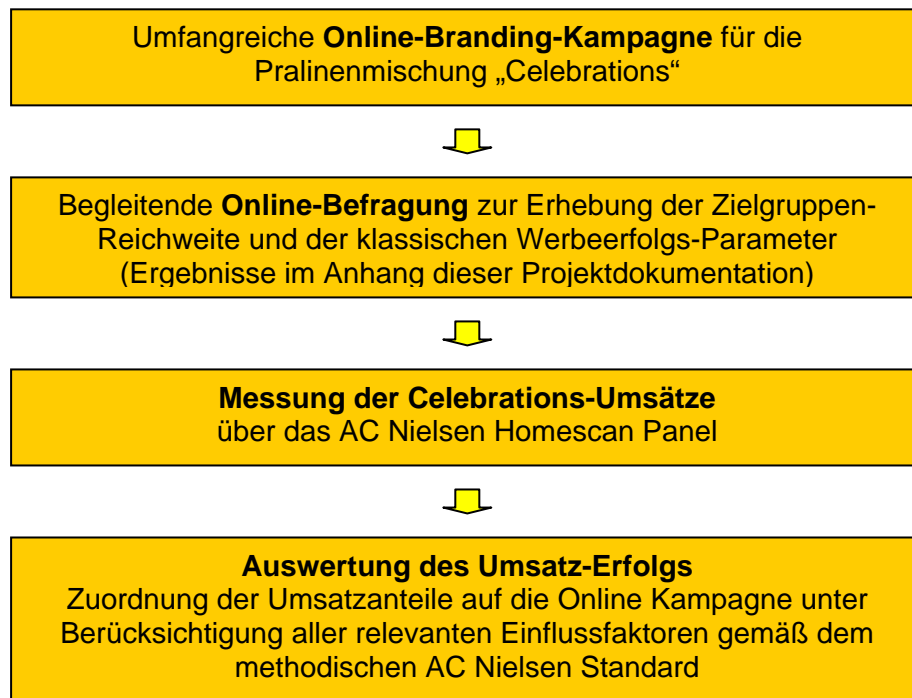 Umfangreiche Online-Branding-Kampagne für die
Pralinenmischung „Celebrations“
Begleitende Online-Befragung zur Erhebung der Zielgruppen-
Reichweite und der klassischen Werbeerfolgs-Parameter
(Ergebnisse im Anhang dieser Projektdokumentation)
Messung der Celebrations-Umsätze
über das AC Nielsen Homescan Panel
Auswertung des Umsatz-Erfolgs
Zuordnung der Umsatzanteile auf die Online Kampagne unter
Berücksichtigung aller relevanten Einflussfaktoren gemäß dem
methodischen AC Nielsen Standard